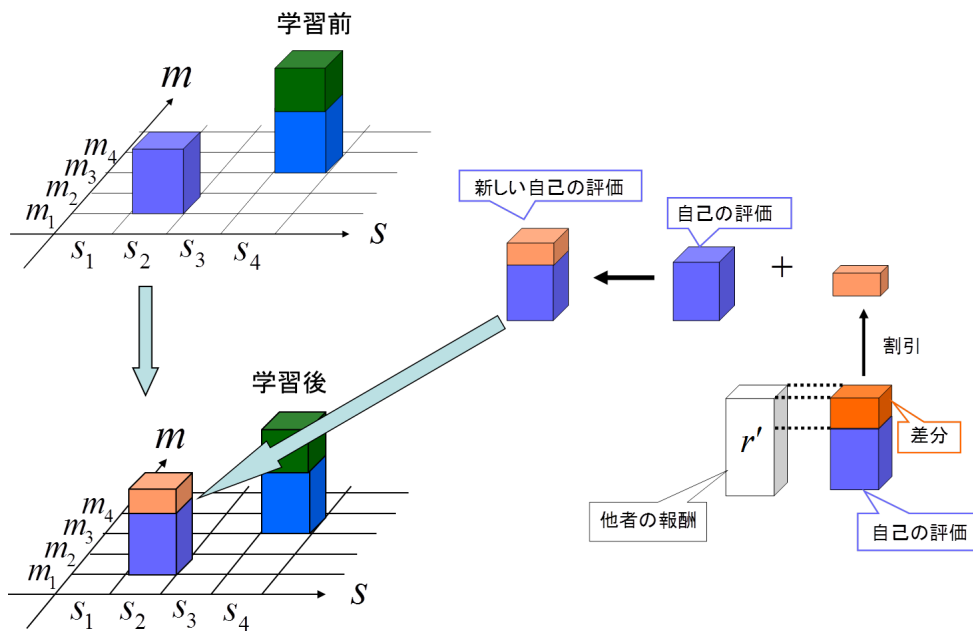 学習前
m
m4
m3
m2
m1
s1
s2
s3
s4
s
新しい自己の評価
自己の評価
+
割引
差分
r′
他者の報酬
自己の評価
学習後
m
m4
m3
m2
m1
s1
s2
s3
s4
s